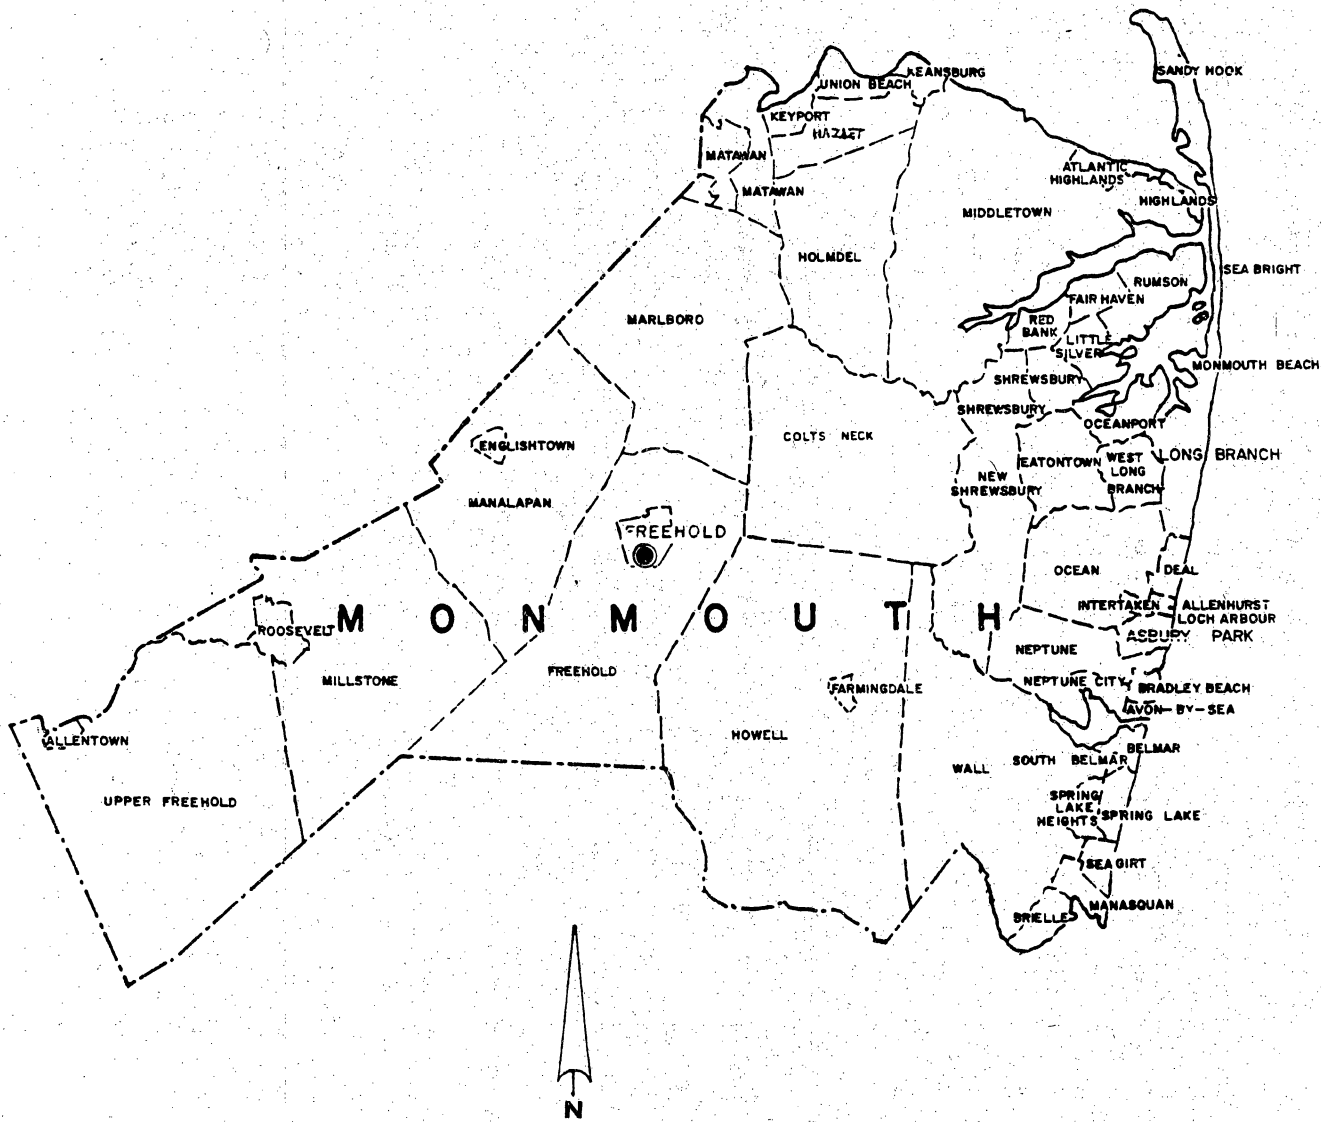 SANDY HOOK
KEANSBURG
UNION BEACH
KEYPORT
HAZLET
MATAWAN
MATAWAN
ATLANTIC
HIGHLANDS
HIGHLANDS
MIDDLETOWN
HOLMDEL
SEA BRIGHT
RUMSON
FAIR HAVEN
MARLBORO
RED
BANK
LITTLE
SILVER
MONMOUTH BEACH
SHREWSBURY
SHREWSBURY
OCEANPORT
COLTS NECK
ENGLISHTOWN
EATONTOWN
WEST
LONG
BRANCH
LONG BRANCH
NEW
SHREWSBURY
MANALAPAN
FREEHOLD
OCEAN
DEAL
INTERTAKEN
ALLENHURST
LOCH ARBOUR
MONMOUTH
ROOSEVELT
ASBURY PARK
NEPTUNE
FREEHOLD
MILLSTONE
NEPTUNE CITY
BRADLEY BEACH
FARMINGDALE
AVON-BY-SEA
HOWELL
ALLENTOWN
BELMAR
SOUTH BELMAR
WALL
UPPER FREEHOLD
SPRING
LAKE
HEIGHTS
SPRING LAKE
SEA GIRT
MANASQUAN
BRIELLE
N